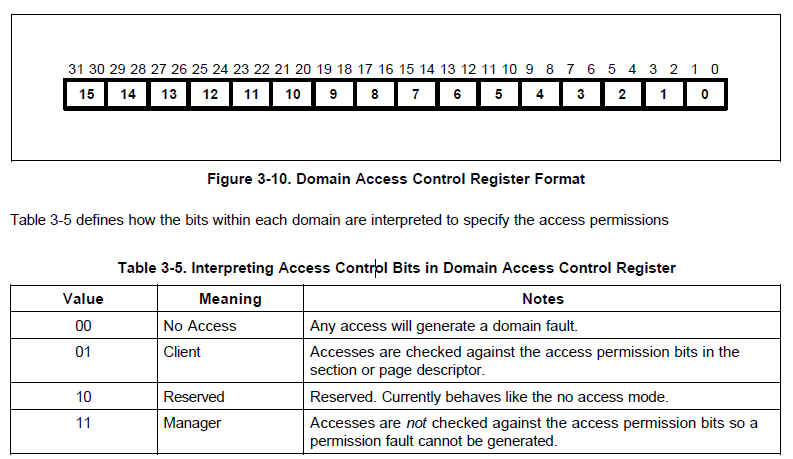 31 30 29 28 27 26 25 24 23 22 21 20 19 18 17 16 15 14 13 12 11 10 9 8 7 6 5 4 3 2 1 0
15 14 13 12 11 10 9 8 7 6 5 4 3 2 1 0
Figure 3-10. Domain Access Control Register Format
Table 3-5 defines how the bits within each domain are interpreted to specify the access permissions
Table 3-5. Interpreting Access Control Bits in Domain Access Control Register
Value Meaning Notes
00 No Access Any access will generate a domain fault.
01 Client Accesses are checked against the access permission bits in the
section or page descriptor.
10 Reserved Reserved. Currently behaves like the no access mode.
11 Manager Accesses are not checked against the access permission bits so a
permission fault cannot be generated.